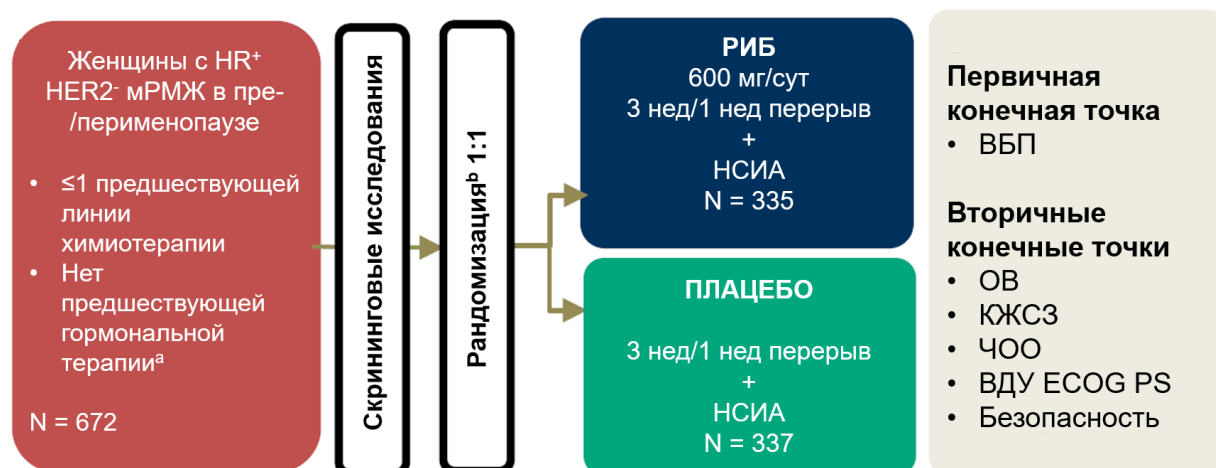 Женщины с HR⁺
HER2⁻ мРМЖ в пре-
/перименопаузе
• ≤1 предшествующей
линии
химиотерапии
• Нет
предшествующей
гормональной
терапииᵃ
N = 672
Скрининговые исследования
Рандомизацияᵇ 1:1
РИБ
600 мг/сут
3 нед/1 нед перерыв
+
НСИА
N = 335
ПЛАЦЕБО
3 нед/1 нед перерыв
+
НСИА
N = 337
Первичная
конечная точка
• ВБП
Вторичные
конечные точки
• ОВ
• КЖСЗ
• ЧОО
• ВДУ ECOG PS
• Безопасность